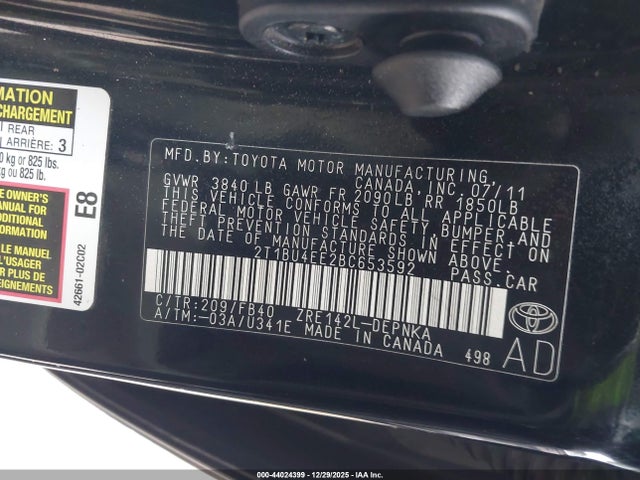 MATION
CHARGEMENT
REAR
ARRIÈRE: 3
0 kg or 825 lbs.
kg ou 825 lb.
E OWNER'S
MANUAL FOR
ADDITIONAL
INFORMATION
LE MANUEL
L'USAGER
R PLUS DE
SEIGNEMENTS
E8
42661-02C02
MFD. BY: TOYOTA MOTOR MANUFACTURING
CANADA, INC. 07/11
GVWR 3840 LB GAWR FR 2090LB RR 1850LB
THIS VEHICLE CONFORMS TO ALL APPLICABLE
FEDERAL MOTOR VEHICLE SAFETY, BUMPER, AND
THEFT PREVENTION STANDARDS IN EFFECT ON
THE DATE OF MANUFACTURE SHOWN ABOVE.
2T1BU4EE2BC653592 PASS. CAR
C/TR: 209/FB40 ZRE142L-DEPNKA
A/TM: -03A/U341E MADE IN CANADA 498
AD
000-44024399 - 12/29/2025 - IAA Inc.